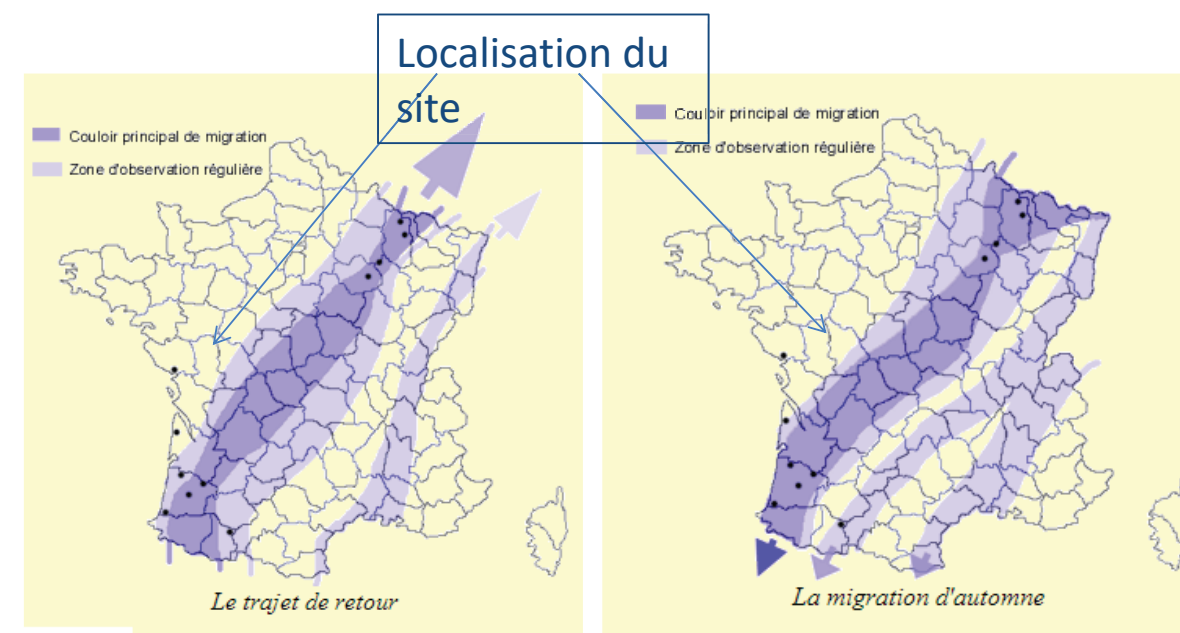 Localisation du
site
Couloir principal de migration
Zone d'observation régulière
Le trajet de retour
Couloir principal de migration
Zone d'observation régulière
La migration d'automne